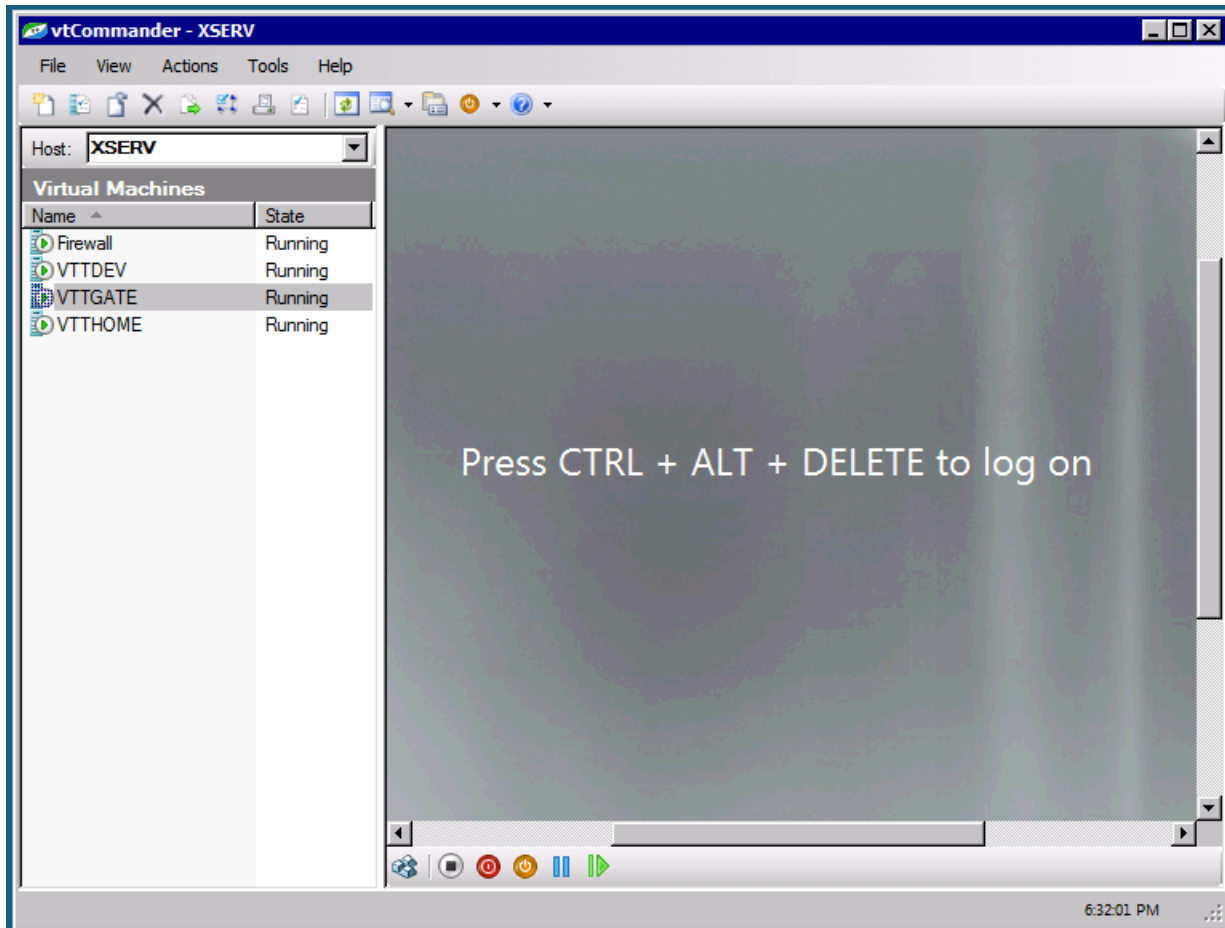 vtCommander - XSERV
File View Actions Tools Help
Host: XSERV
Virtual Machines
Name State
Firewall Running
VTTDEV Running
VTTGATE Running
VTTHOME Running
Press CTRL + ALT + DELETE to log on
6:32:01 PM